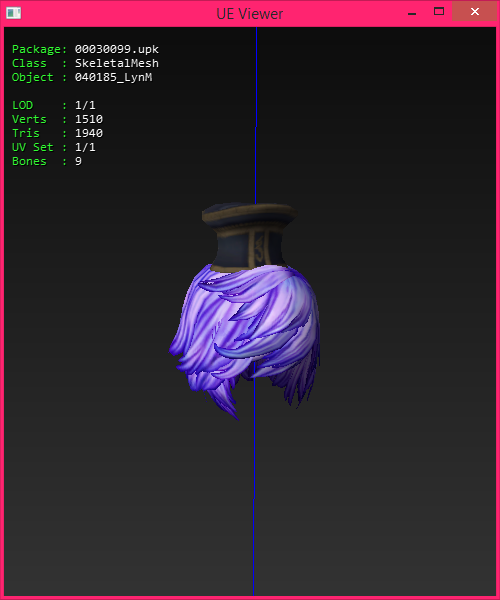 UE Viewer
Package: 00030099.upk
Class  : SkeletalMesh
Object : 040185_LynM
LOD    : 1/1
Verts  : 1510
Tris   : 1940
UV Set : 1/1
Bones  : 9